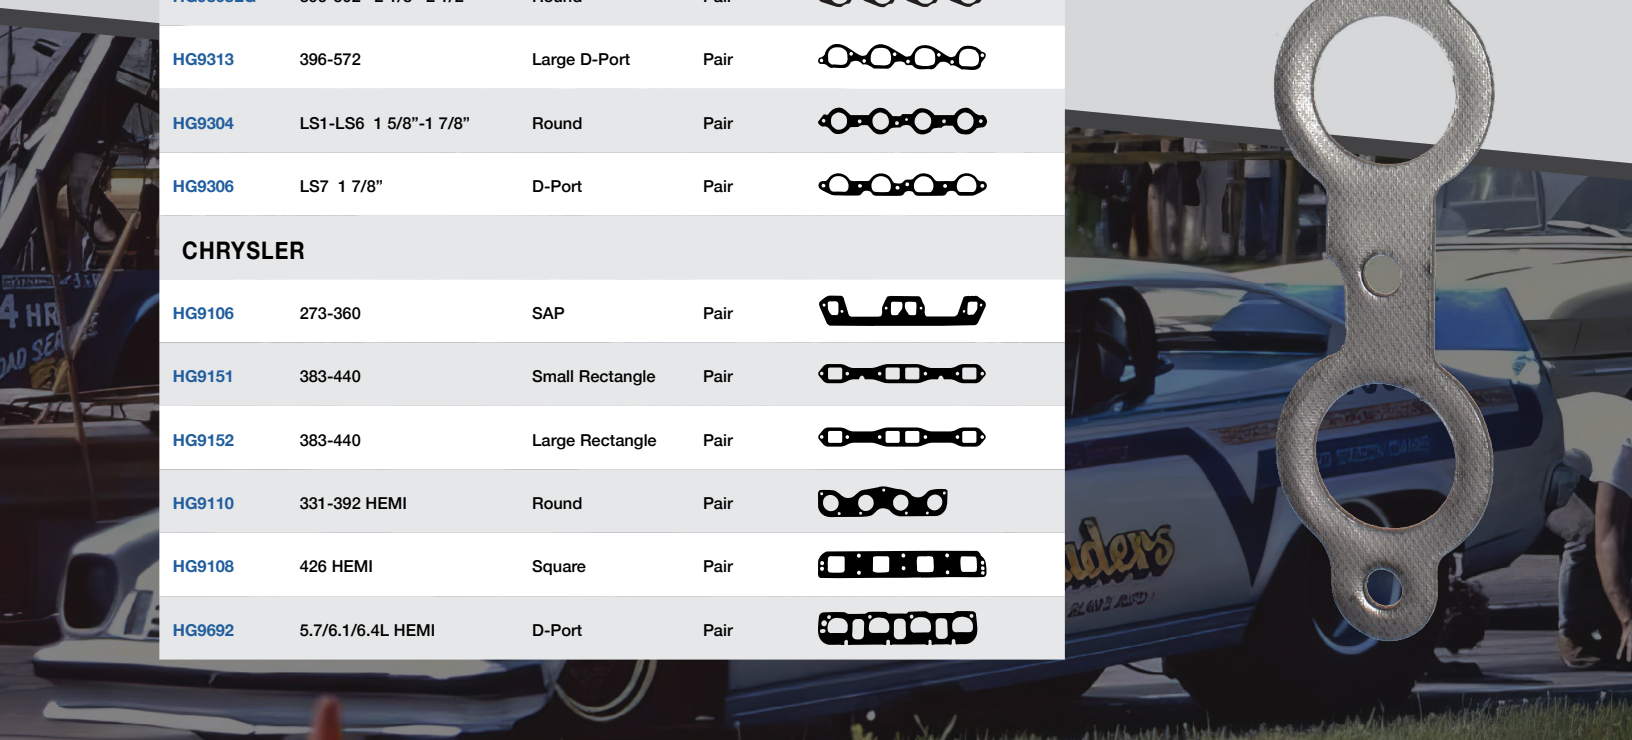 HG9313 396-572 Large D-Port Pair
HG9304 LS1-LS6 1 5/8”-1 7/8” Round Pair
HG9306 LS7 1 7/8” D-Port Pair
CHRYSLER
HG9106 273-360 SAP Pair
HG9151 383-440 Small Rectangle Pair
HG9152 383-440 Large Rectangle Pair
HG9110 331-392 HEMI Round Pair
HG9108 426 HEMI Square Pair
HG9692 5.7/6.1/6.4L HEMI D-Port Pair
4 HR